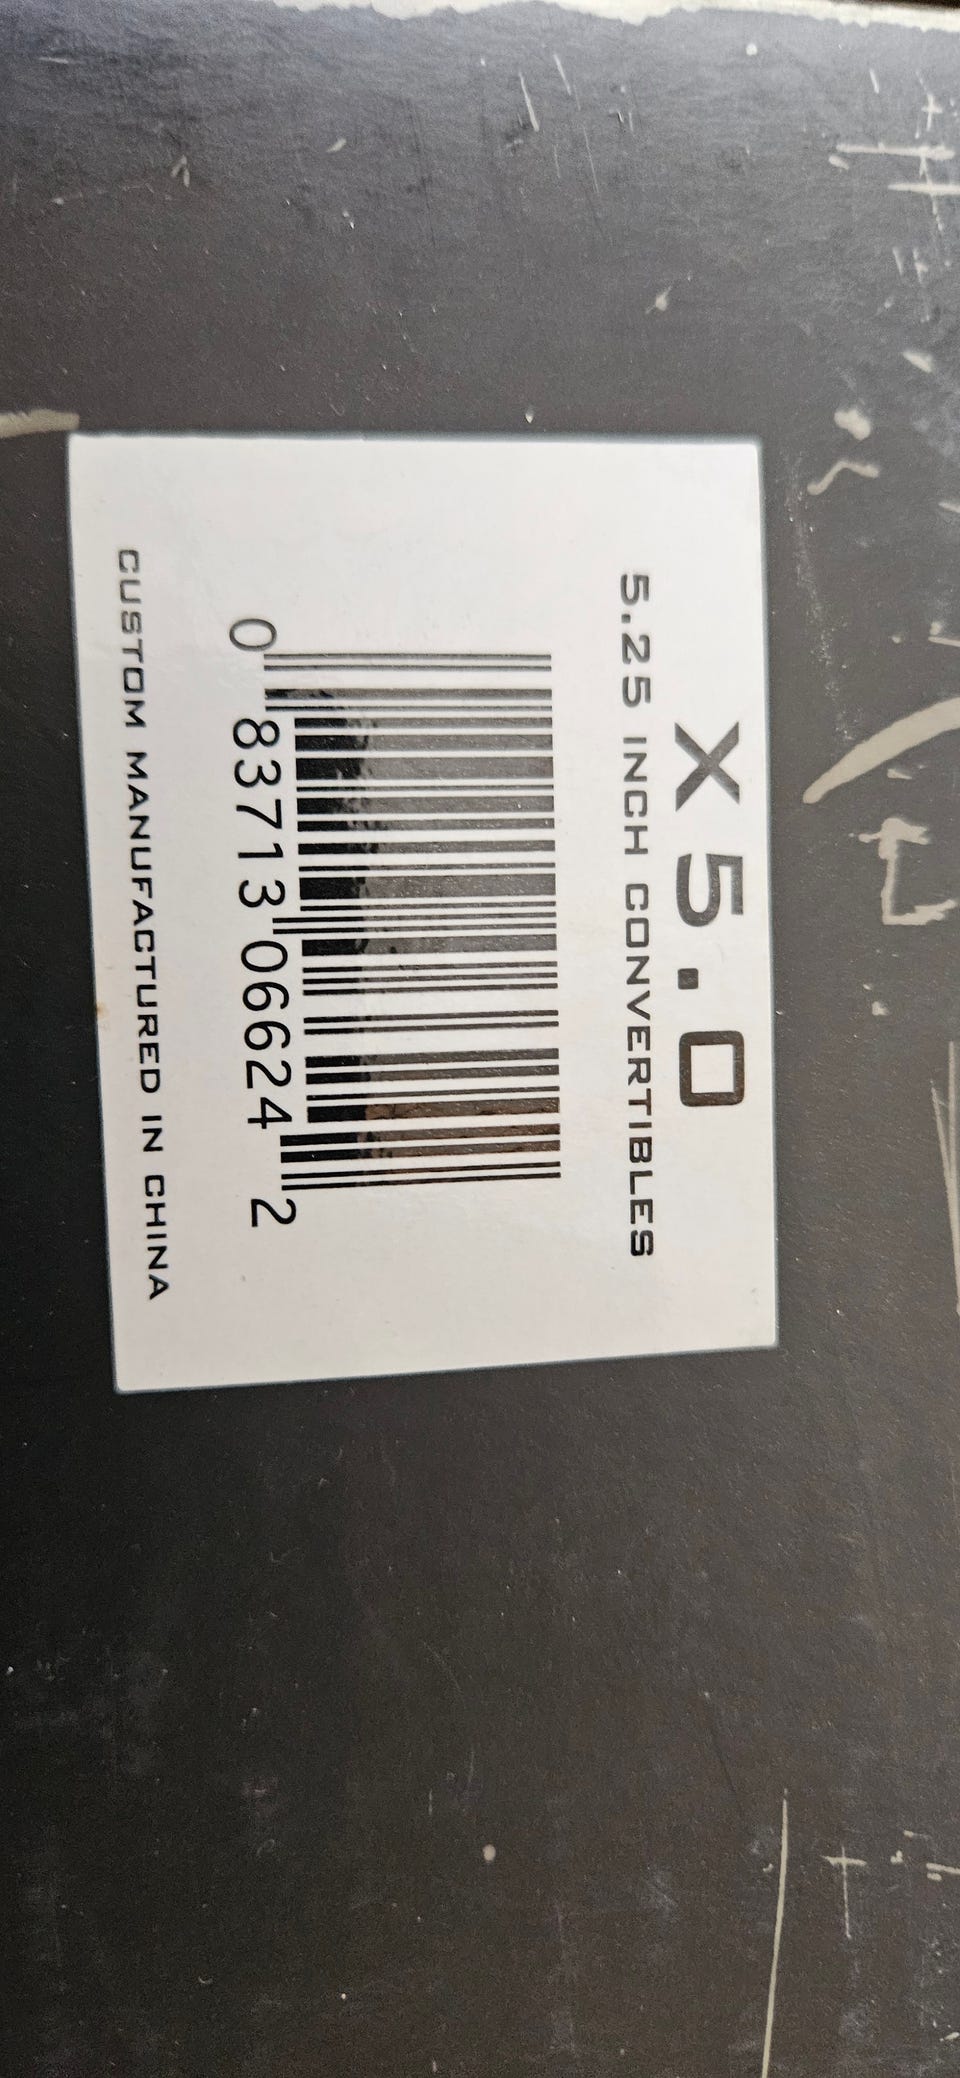 X5.0
5.25 INCH CONVERTIBLES
0 83713 06624 2
CUSTOM MANUFACTURED IN CHINA